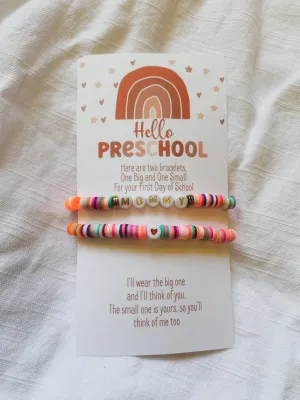 Hello
PRESCHOOL
Here are two bracelets,
One Big and One Small
For your First Day of School
MOMMY
I'll wear the big one
and I'll think of you.
The small one is yours, so you'll
think of me too